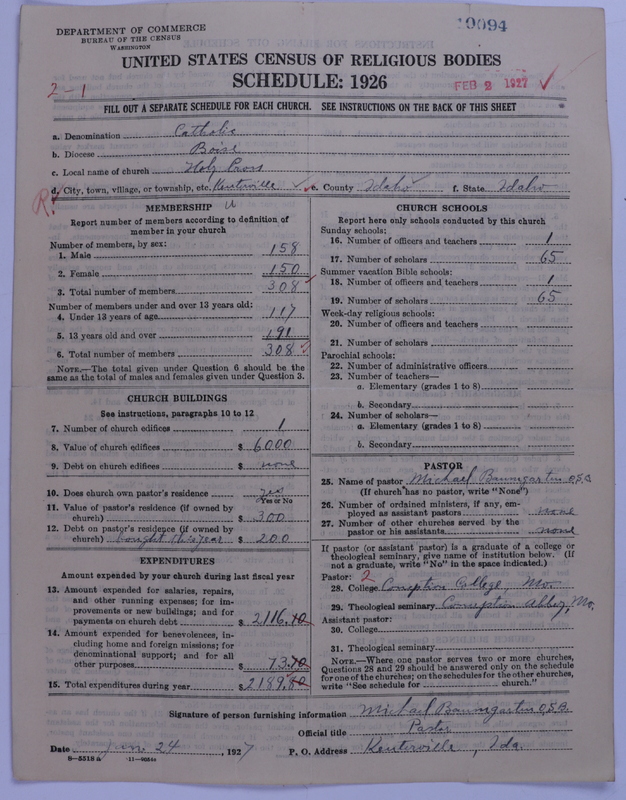 DEPARTMENT OF COMMERCE
BUREAU OF THE CENSUS
WASHINGTON
19094
UNITED STATES CENSUS OF RELIGIOUS BODIES
SCHEDULE: 1926
2-1
FEB 2 1927
FILL OUT A SEPARATE SCHEDULE FOR EACH CHURCH. SEE INSTRUCTIONS ON THE BACK OF THIS SHEET
a. Denomination Catholic
b. Diocese Boise
c. Local name of church Holy Cross
d. City, town, village, or township, etc. Keuterville e. County Idaho f. State Idaho
R.
MEMBERSHIP
Report number of members according to definition of member in your church
Number of members, by sex:
1. Male 158
2. Female 150
3. Total number of members 308
Number of members under and over 13 years old:
4. Under 13 years of age 117
5. 13 years old and over 191
6. Total number of members 308
NOTE.—The total given under Question 6 should be
same as the total of males and females given under Question 3.
CHURCH BUILDINGS
See instructions, paragraphs 10 to 12
7. Number of church edifices 1
8. Value of church edifices $ 6000
9. Debt on church edifices $ none
10. Does church own pastor's residence yes
Yes or No
11. Value of pastor's residence (if owned by
church) $ 300
12. Debt on pastor's residence (if owned by
church) bought this year $ 200
EXPENDITURES
Amount expended by your church during last fiscal year
13. Amount expended for salaries, repairs,
and other running expenses; for im-
provements or new buildings; and for
payments on church debt $ 2116.40
14. Amount expended for benevolences, in-
cluding home and foreign missions; for
denominational support; and for all
other purposes $ 73.40
15. Total expenditures during year $ 2189.80
CHURCH SCHOOLS
Report here only schools conducted by this church
Sunday schools:
16. Number of officers and teachers 1
17. Number of scholars 65
Summer vacation Bible schools:
18. Number of officers and teachers 1
19. Number of scholars 65
Week-day religious schools:
20. Number of officers and teachers
21. Number of scholars
Parochial schools:
22. Number of administrative officers
23. Number of teachers—
a. Elementary (grades 1 to 8)
b. Secondary
24. Number of scholars—
a. Elementary (grades 1 to 8)
b. Secondary
PASTOR
25. Name of pastor Michael Baumgartin O.S.B
(If church has no pastor, write "None")
26. Number of ordained ministers, if any, em-
ployed as assistant pastors none
27. Number of other churches served by the
pastor or his assistants none
If pastor (or assistant pastor) is a graduate of a college or
theological seminary, give name of institution below. (If
not a graduate, write "No" in the space indicated.)
Pastor: 2
28. College Conception College, Mo.
29. Theological seminary Conception Abbey, Mo.
Assistant pastor:
30. College
31. Theological seminary
NOTE.—Where one pastor serves two or more churches,
Questions 28 and 29 should be answered only on the schedule
for one of the churches; on the schedules for the other churches,
write "See schedule for church."
Signature of person furnishing information Michael Baumgartin O.S.B.
Official title Pastor
Date Jan. 24, 1927 P. O. Address Keuterville, Ida.
8-5518 a 11-9054a